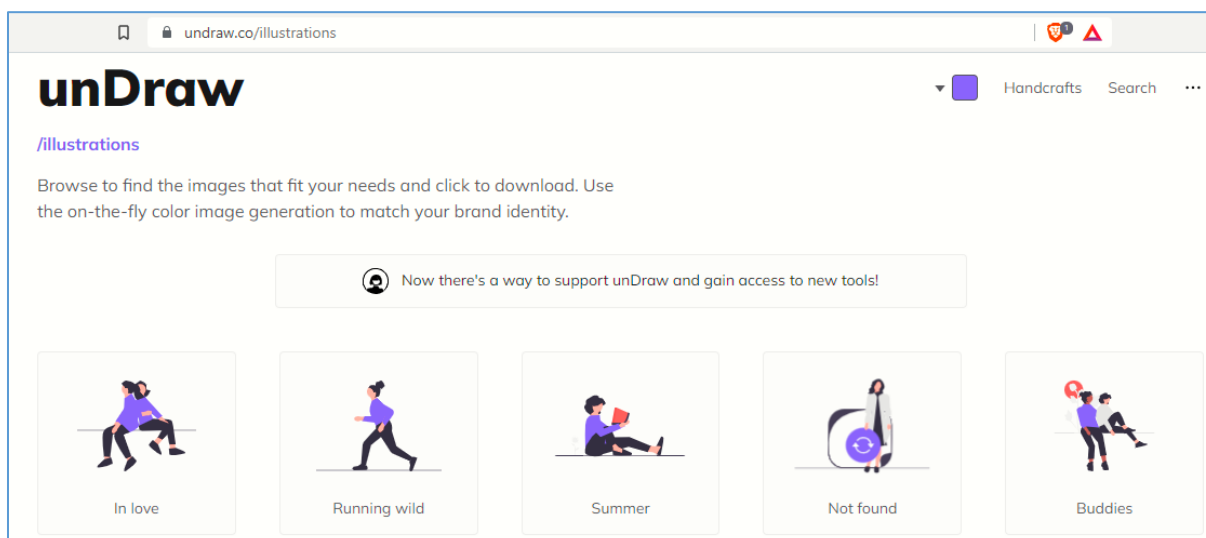 undraw.co/illustrations
1
unDraw
Handcrafts Search ...
/illustrations
Browse to find the images that fit your needs and click to download. Use
the on-the-fly color image generation to match your brand identity.
Now there's a way to support unDraw and gain access to new tools!
In love
Running wild
Summer
Not found
Buddies